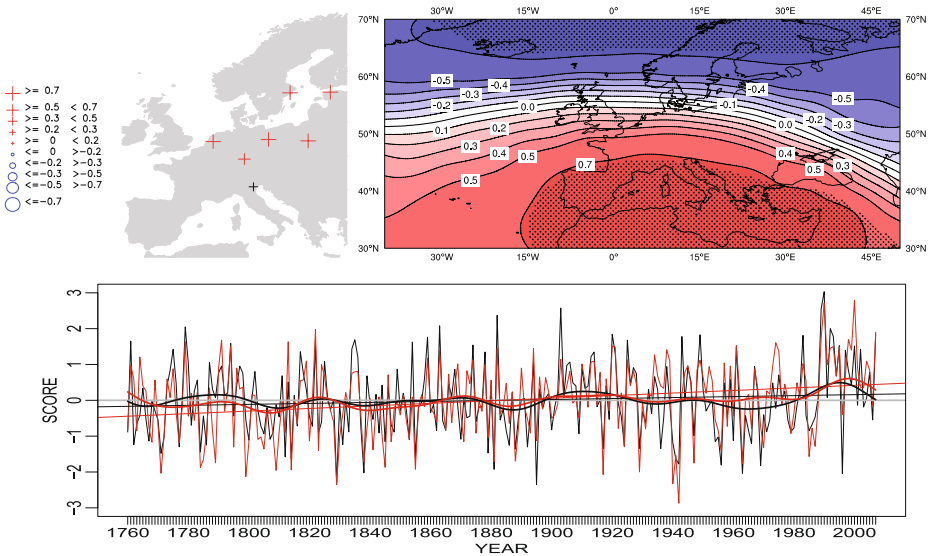 >= 0.7
>= 0.5 < 0.7
>= 0.3 < 0.5
>= 0.2 < 0.3
>= 0 < 0.2
<= 0 >-0.2
<=-0.2 >-0.3
<=-0.3 >-0.5
<=-0.5 >-0.7
<=-0.7
30°W 15°W 0° 15°E 30°E 45°E
70°N 70°N
60°N 60°N
50°N 50°N
40°N 40°N
30°N 30°N
-0.5 -0.4 -0.4 -0.5
-0.3 -0.2 0.0 -0.1 -0.2
0.1 0.2 0.0 -0.3
0.3 0.4 0.5 0.4 0.3
0.5 0.7 0.5
30°W 15°W 0° 15°E 30°E 45°E
SCORE
3
2
1
0
-1
-2
-3
1760 1780 1800 1820 1840 1860 1880 1900 1920 1940 1960 1980 2000
YEAR